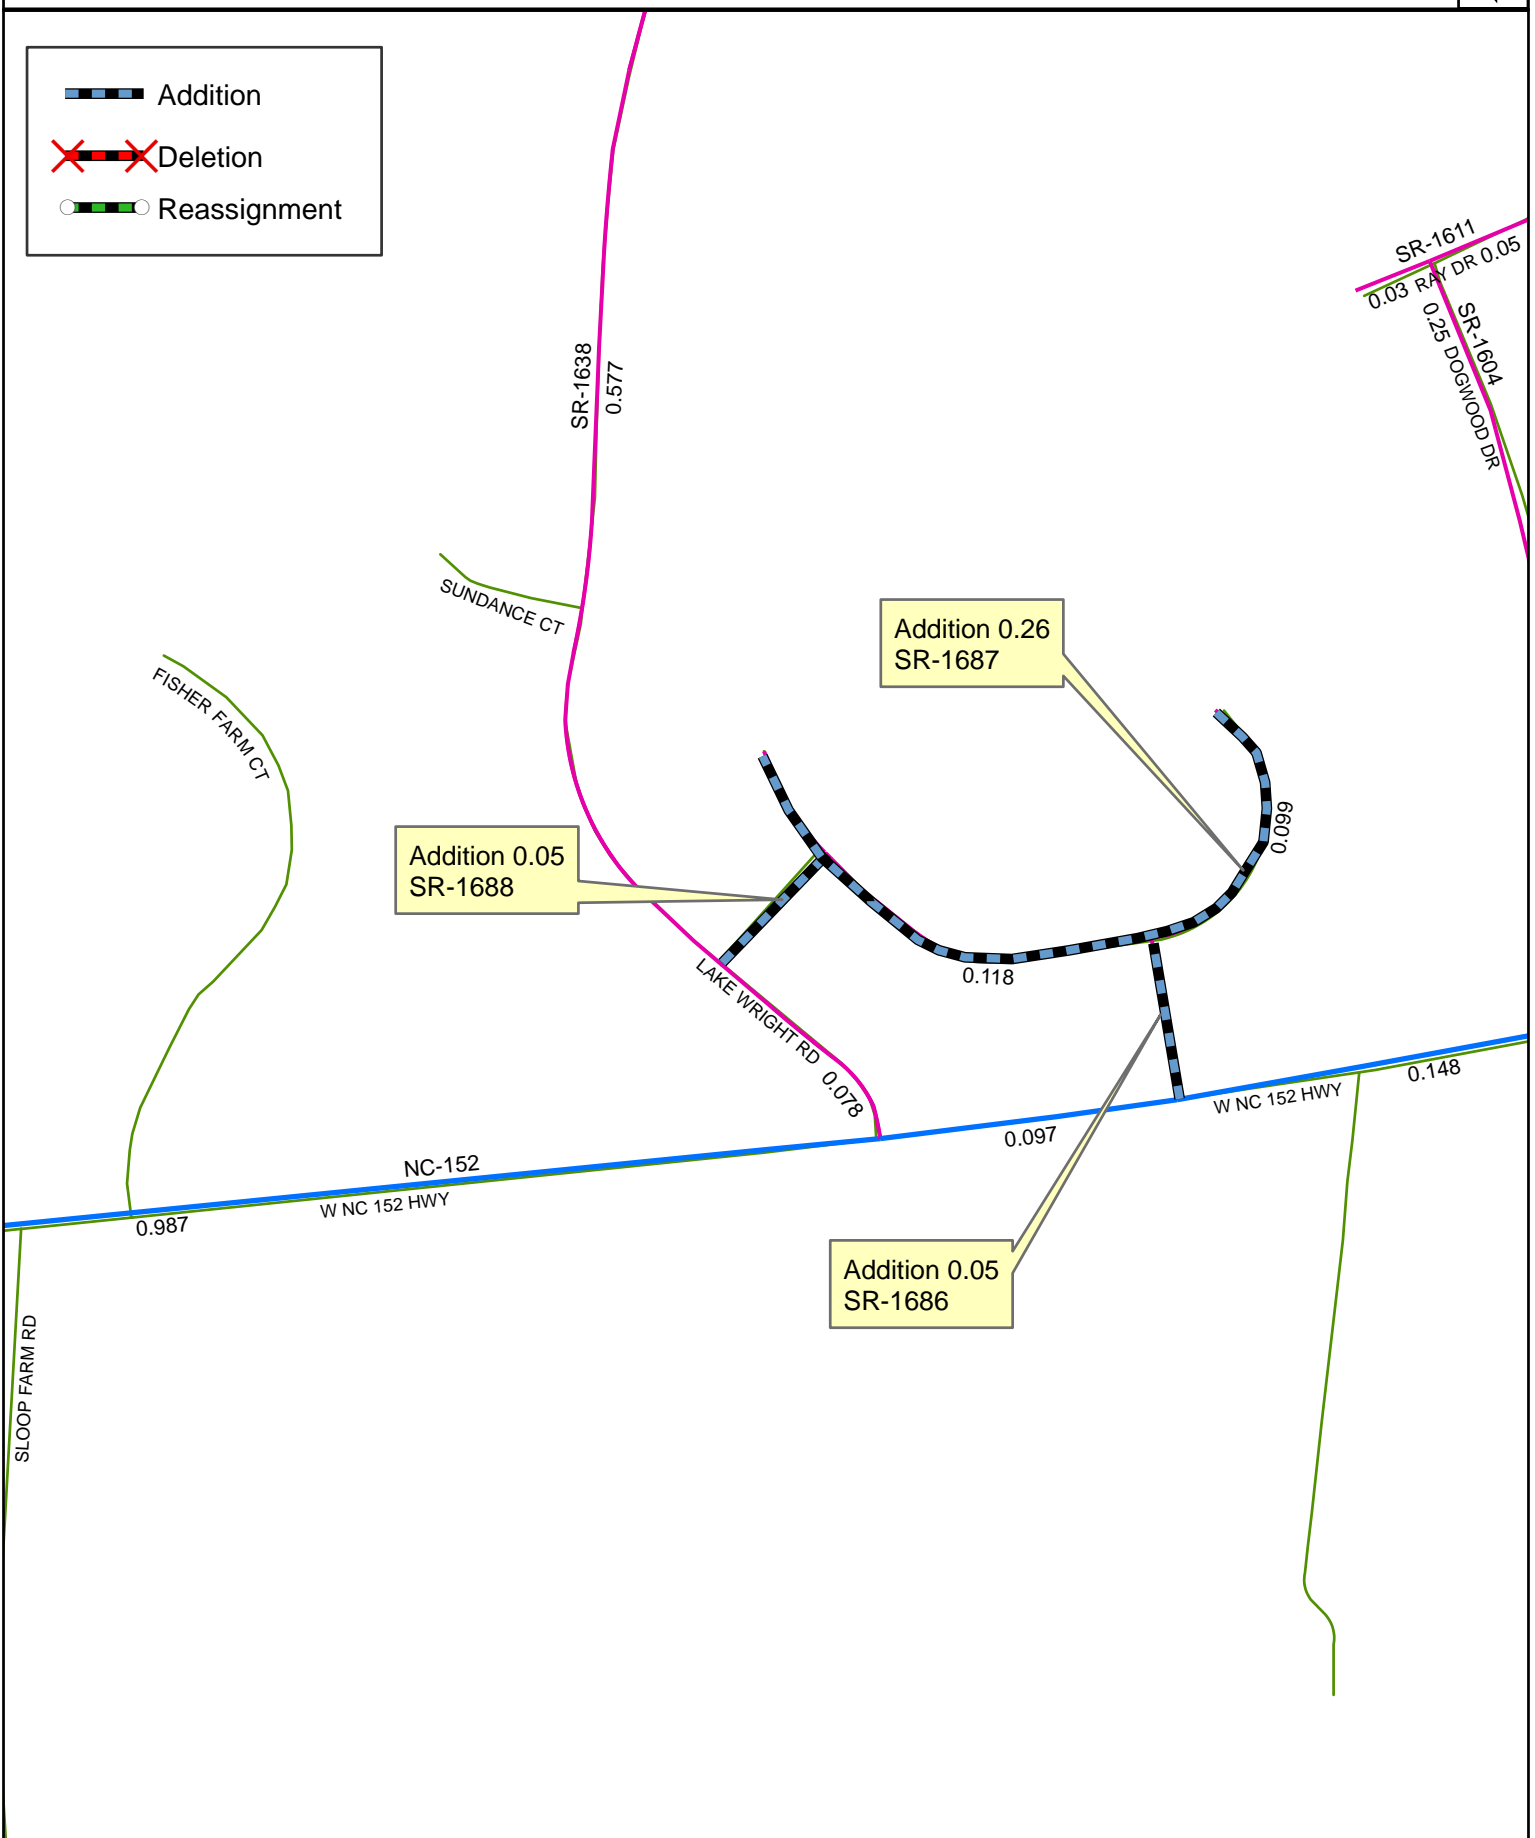 Addition
Deletion
Reassignment
SR-1611
0.03 RAY DR 0.05
SR-1604
0.25 DOGWOOD DR
SR-1638
0.577
SUNDANCE CT
Addition 0.26
SR-1687
FISHER FARM CT
0.099
Addition 0.05
SR-1688
0.118
LAKE WRIGHT RD 0.078
0.148
W NC 152 HWY
0.097
NC-152
W NC 152 HWY
0.987
Addition 0.05
SR-1686
SLOOP FARM RD